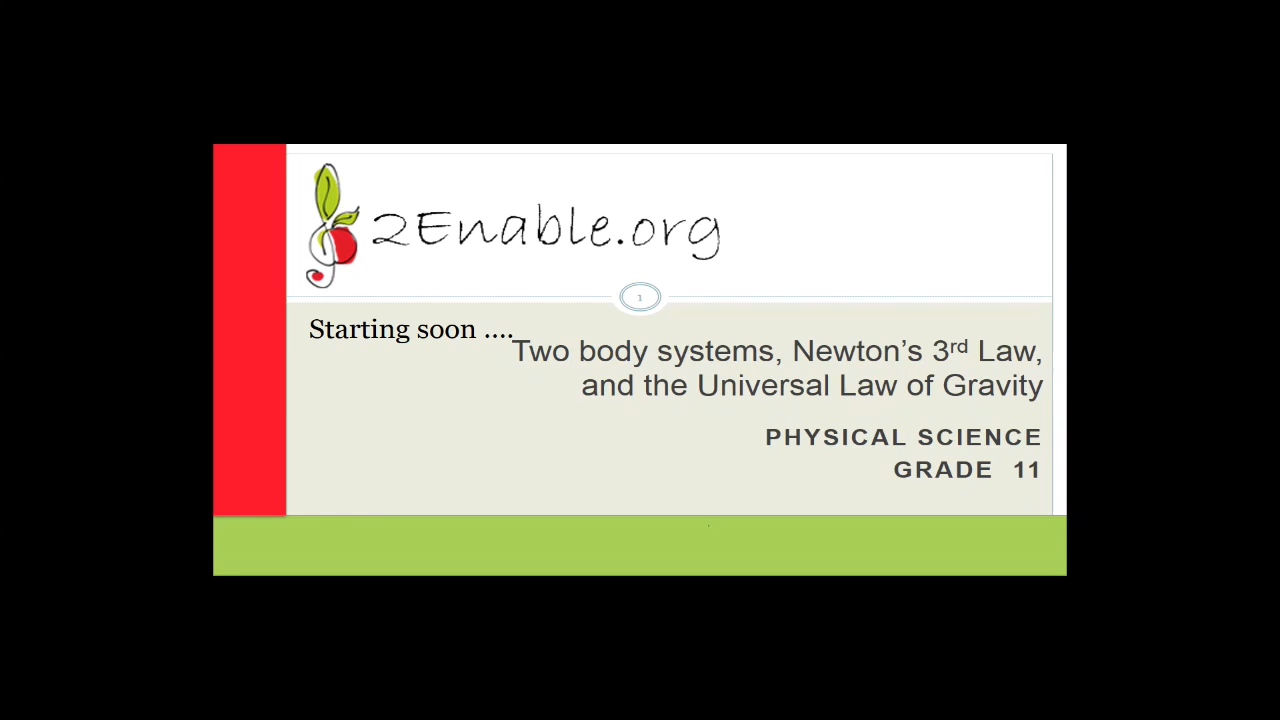 2Enable.org
1
Starting soon ....
Two body systems, Newton’s 3rd Law,
and the Universal Law of Gravity
PHYSICAL SCIENCE
GRADE 11